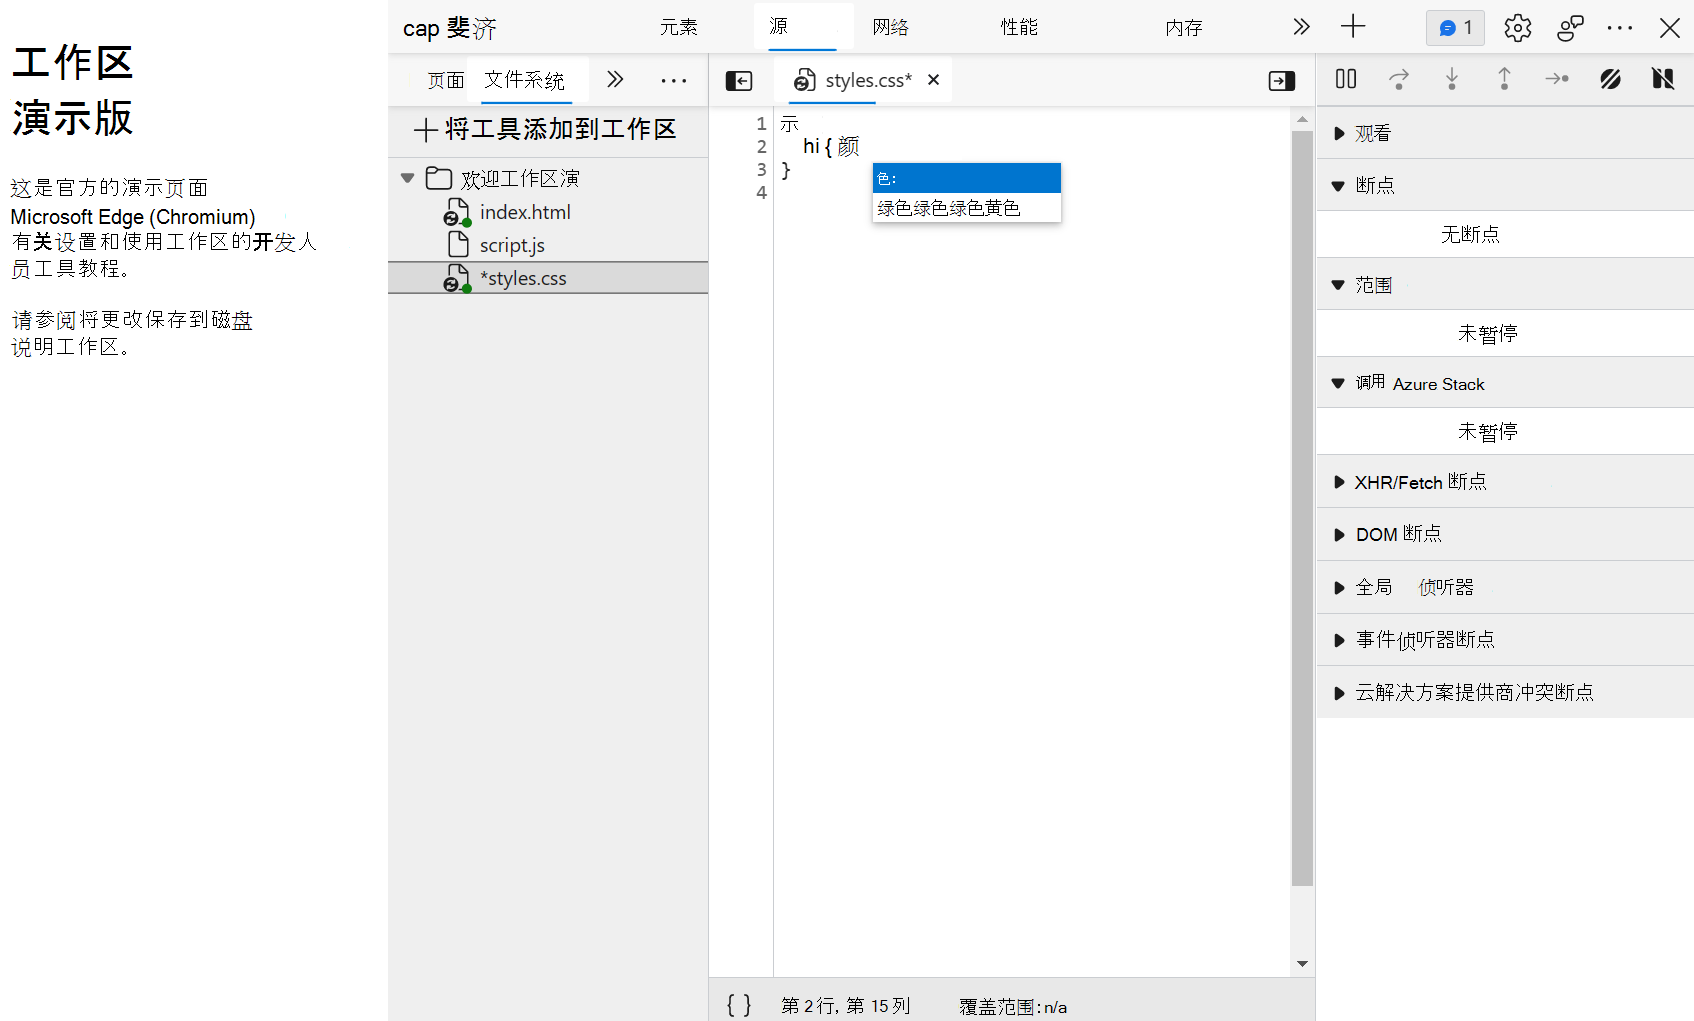 工作区
演示版
这是官方的演示页面
Microsoft Edge (Chromium)
有关设置和使用工作区的开发人
员工具教程。
请参阅将更改保存到磁盘
说明工作区。
cap 斐济
元素
源
网络
性能
内存
1
页面
文件系统
styles.css*
将工具添加到工作区
欢迎工作区演
index.html
script.js
*styles.css
1 示
2 hi { 颜
3 }
4
色:
绿色绿色绿色黄色
{ } 第 2 行, 第 15 列 覆盖范围: n/a
观看
断点
无断点
范围
未暂停
调用 Azure Stack
未暂停
XHR/Fetch 断点
DOM 断点
全局 侦听器
事件侦听器断点
云解决方案提供商冲突断点